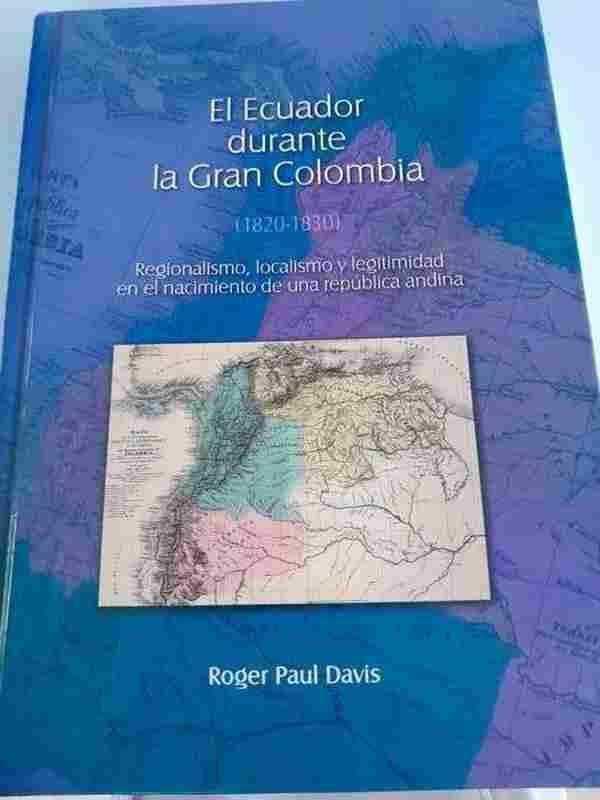 El Ecuador
durante
la Gran Colombia
(1820-1830)
Regionalismo, localismo y legitimidad
en el nacimiento de una república andina
Roger Paul Davis